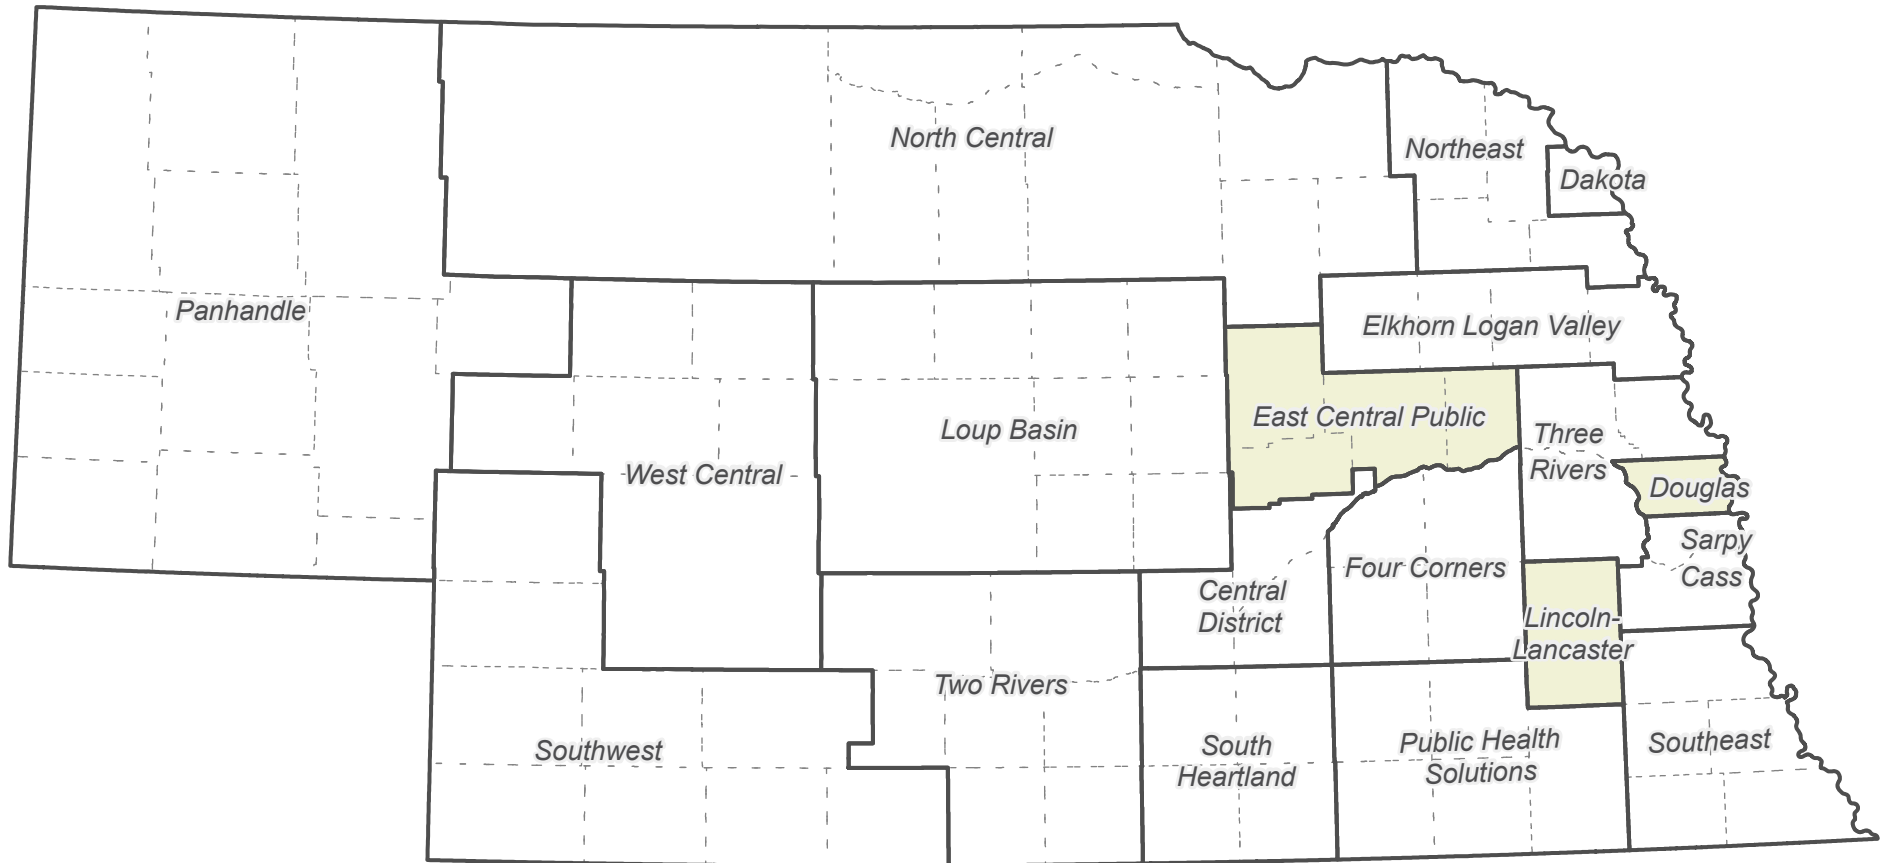 North Central
Northeast
Dakota
Panhandle
Elkhorn Logan Valley
East Central Public
Loup Basin
Three
Rivers
West Central
Douglas
Sarpy
Cass
Four Corners
Central
District
Lincoln-
Lancaster
Two Rivers
Southwest
South
Heartland
Public Health
Solutions
Southeast